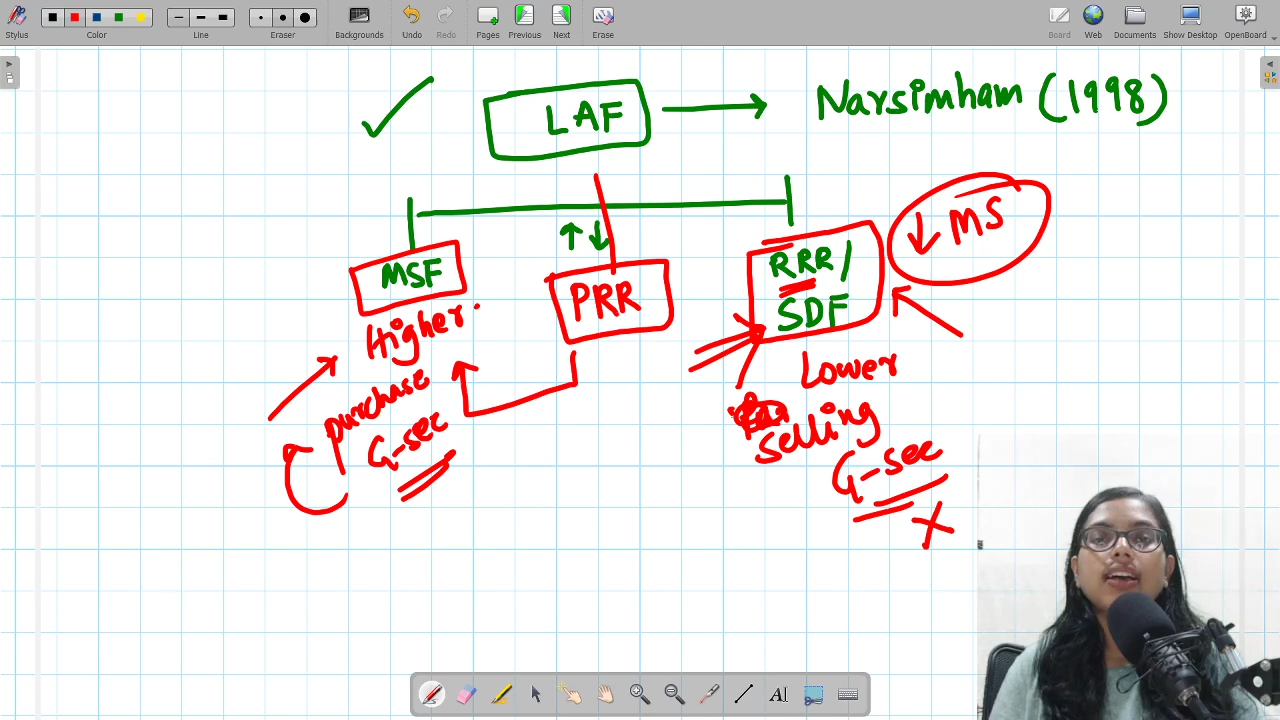 Stylus
Color
Line
Eraser
Backgrounds
Undo
Redo
Pages
Previous
Next
Erase
Board
Web
Documents
Show Desktop
OpenBoard
LAF
Narsimham (1998)
MSF
PRR
RRR/
SDF
MS
Higher
purchase
G-sec
Lower
selling
G-sec
AI